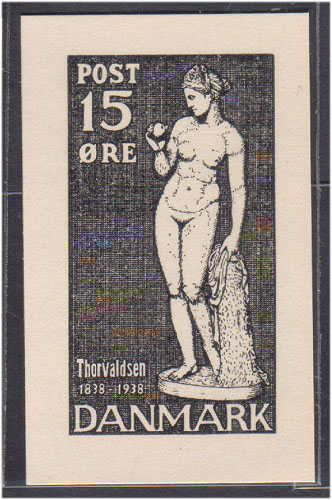 POST
15
ØRE
Thorvaldsen
1838-1938
DANMARK